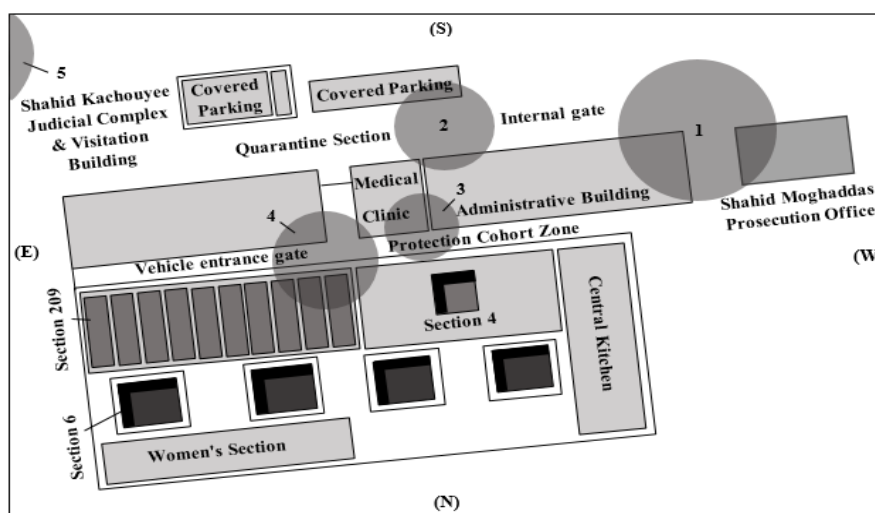 (S)
5
Shahid Kachouyee
Judicial Complex
& Visitation
Building
Covered
Parking
Covered Parking
Quarantine Section
2
Internal gate
1
Shahid Moghaddas
Prosecution Office
Medical
Clinic
3
Administrative Building
4
Protection Cohort Zone
(E)
(W
Vehicle entrance gate
Section 209
Section 4
Central Kitchen
Section 6
Women's Section
(N)